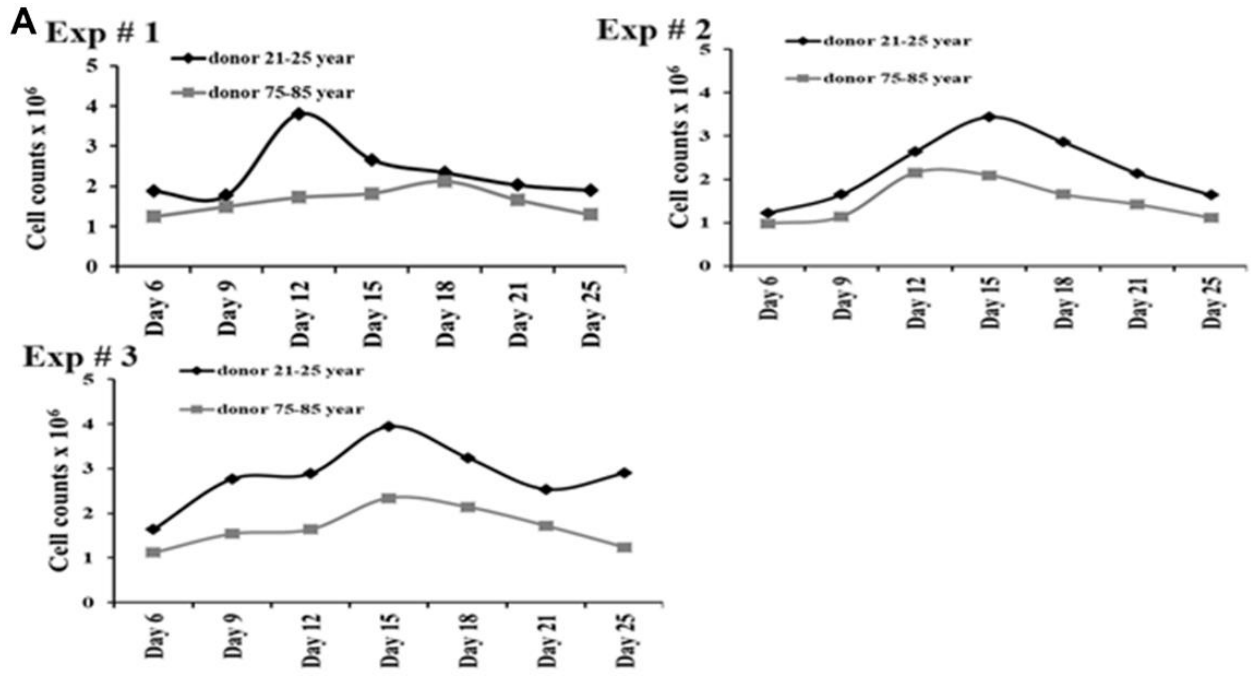 A
Exp # 1
donor 21-25 year
donor 75-85 year
Cell counts x 10⁶
5
4
3
2
1
0
Day 6
Day 9
Day 12
Day 15
Day 18
Day 21
Day 25
Exp # 2
donor 21-25 year
donor 75-85 year
Cell counts x 10⁶
5
4
3
2
1
0
Day 6
Day 9
Day 12
Day 15
Day 18
Day 21
Day 25
Exp # 3
donor 21-25 year
donor 75-85 year
Cell counts x 10⁶
5
4
3
2
1
0
Day 6
Day 9
Day 12
Day 15
Day 18
Day 21
Day 25